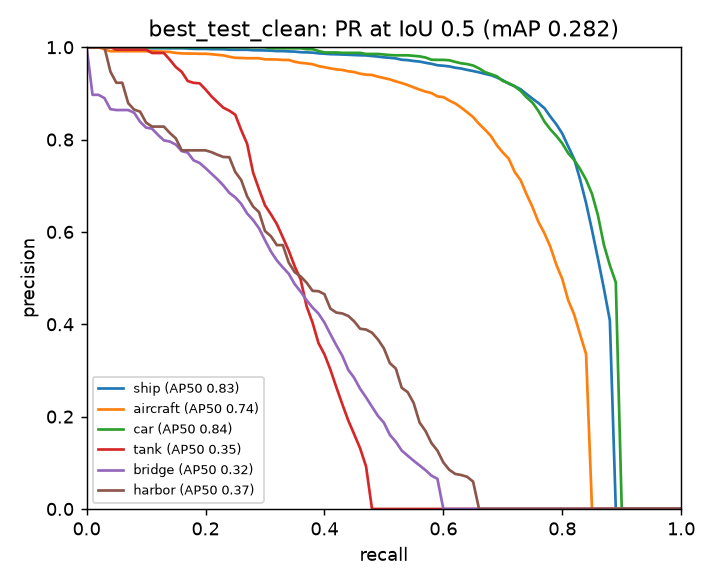 best_test_clean: PR at IoU 0.5 (mAP 0.282)
1.0
0.8
0.6
0.4
0.2
0.0
precision
ship (AP50 0.83)
aircraft (AP50 0.74)
car (AP50 0.84)
tank (AP50 0.35)
bridge (AP50 0.32)
harbor (AP50 0.37)
0.0 0.2 0.4 0.6 0.8 1.0
recall